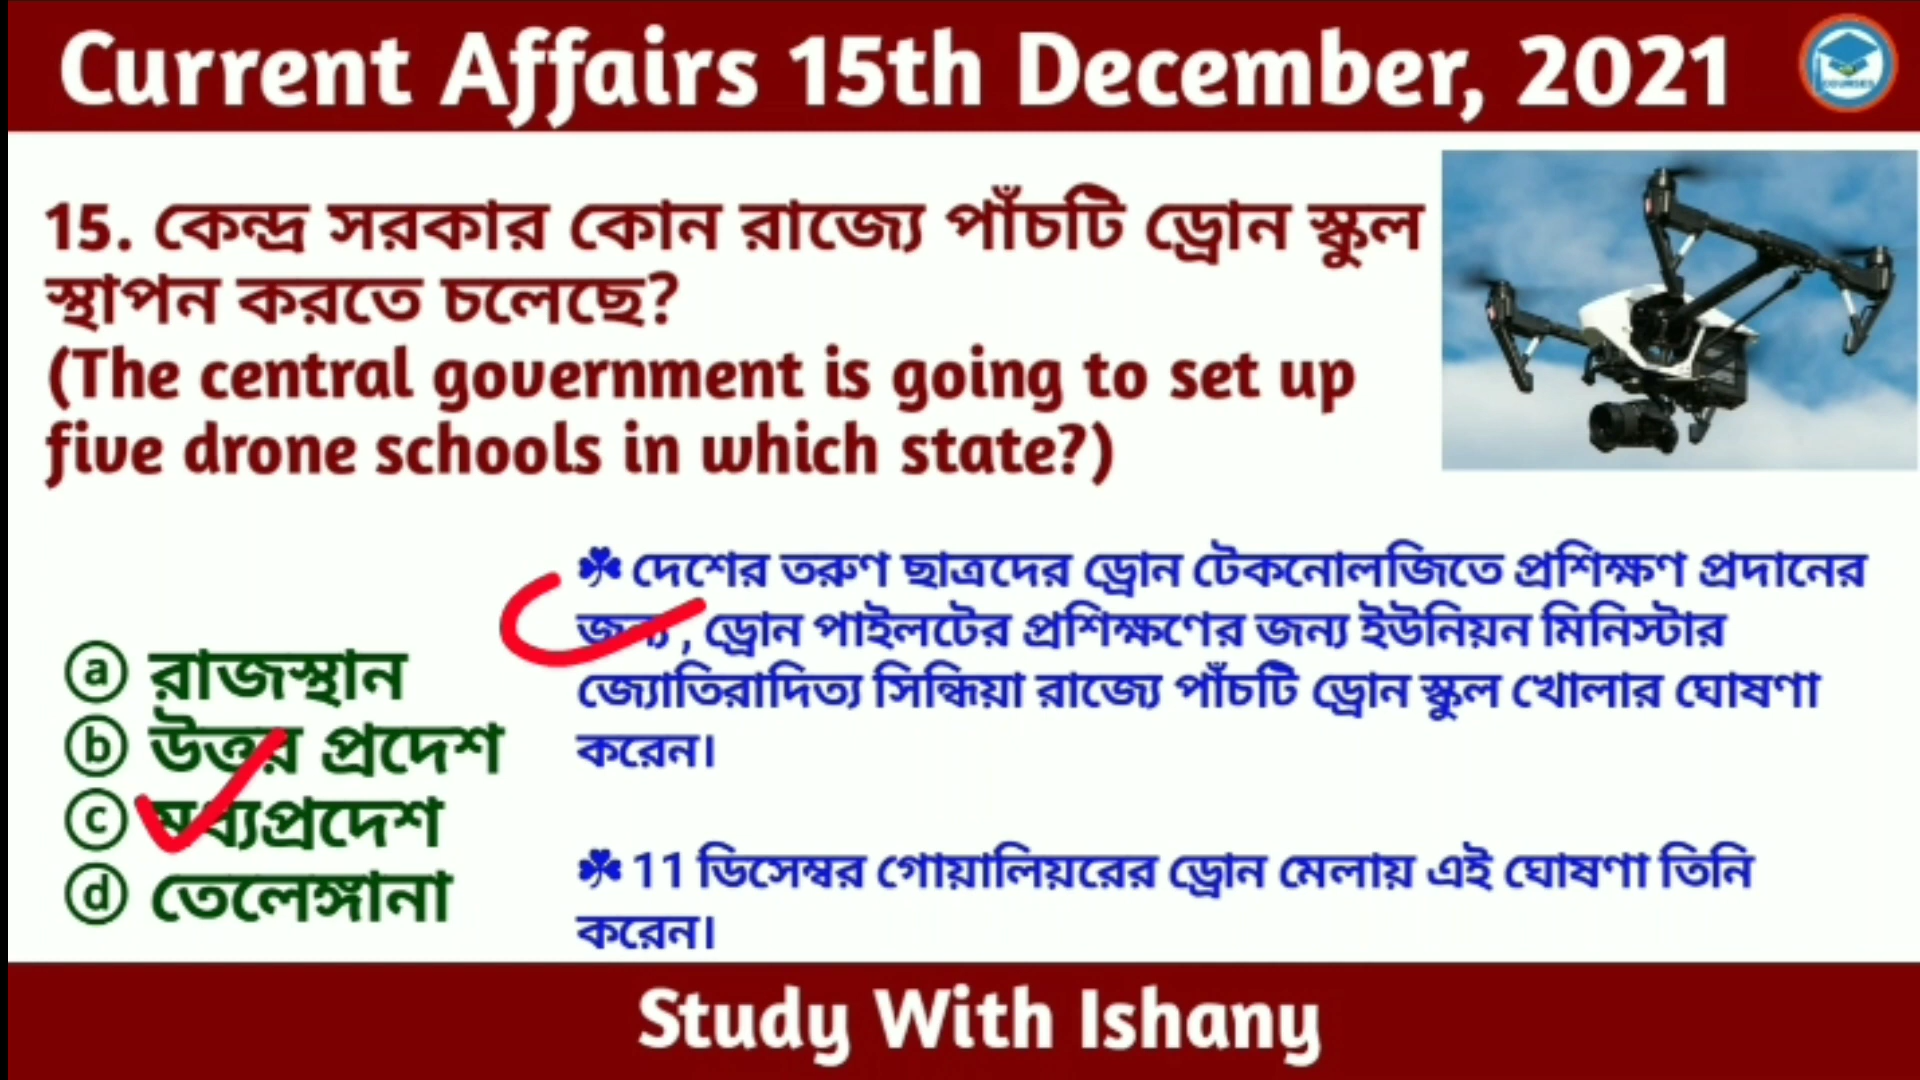 Current Affairs 15th December, 2021
15. কেন্দ্র সরকার কোন রাজ্যে পাঁচটি ড্রোন স্কুল
স্থাপন করতে চলেছে?
(The central government is going to set up
five drone schools in which state?)
☘ দেশের তরুণ ছাত্রদের ড্রোন টেকনোলজিতে প্রশিক্ষণ প্রদানের
জন্য , ড্রোন পাইলটের প্রশিক্ষণের জন্য ইউনিয়ন মিনিস্টার
জ্যোতিরাদিত্য সিন্ধিয়া রাজ্যে পাঁচটি ড্রোন স্কুল খোলার ঘোষণা
করেন।
ⓐ রাজস্থান
ⓑ উত্তর প্রদেশ
ⓒ মধ্যপ্রদেশ
ⓓ তেলেঙ্গানা
☘ 11 ডিসেম্বর গোয়ালিয়রের ড্রোন মেলায় এই ঘোষণা তিনি
করেন।
Study With Ishany